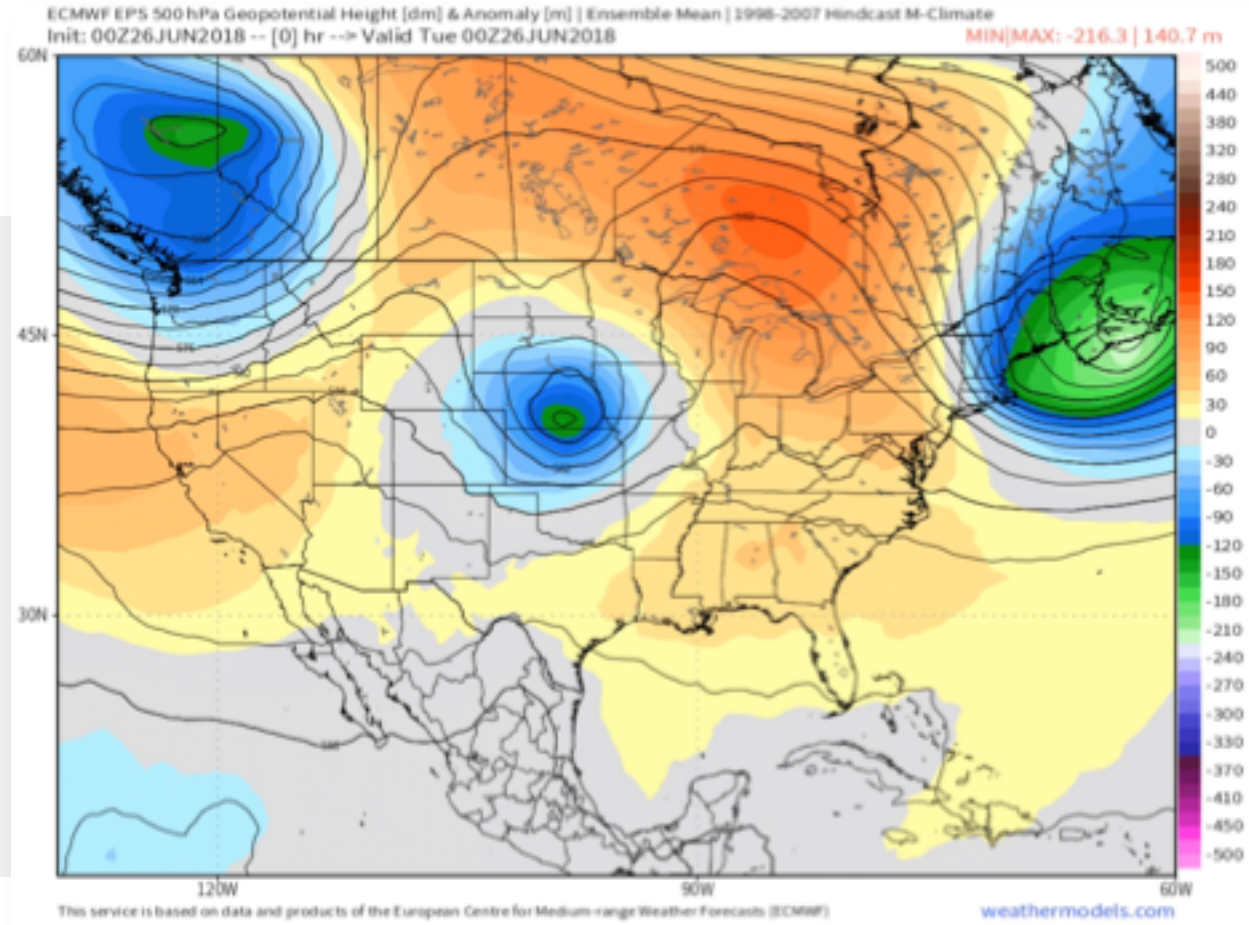 ECMWF EPS 500 hPa Geopotential Height [dm] & Anomaly [m] | Ensemble Mean | 1998-2007 Hindcast M-Climate
Init: 00Z26JUN2018 -- [0] hr --> Valid Tue 00Z26JUN2018
MIN|MAX: -216.3 | 140.7 m
60N
45N
30N
120W
90W
60W
500
440
380
320
280
240
210
180
150
120
90
60
30
0
-30
-60
-90
-120
-150
-180
-210
-240
-270
-300
-330
-370
-410
-450
-500
This service is based on data and products of the European Centre for Medium-range Weather Forecasts (ECMWF)
weathermodels.com